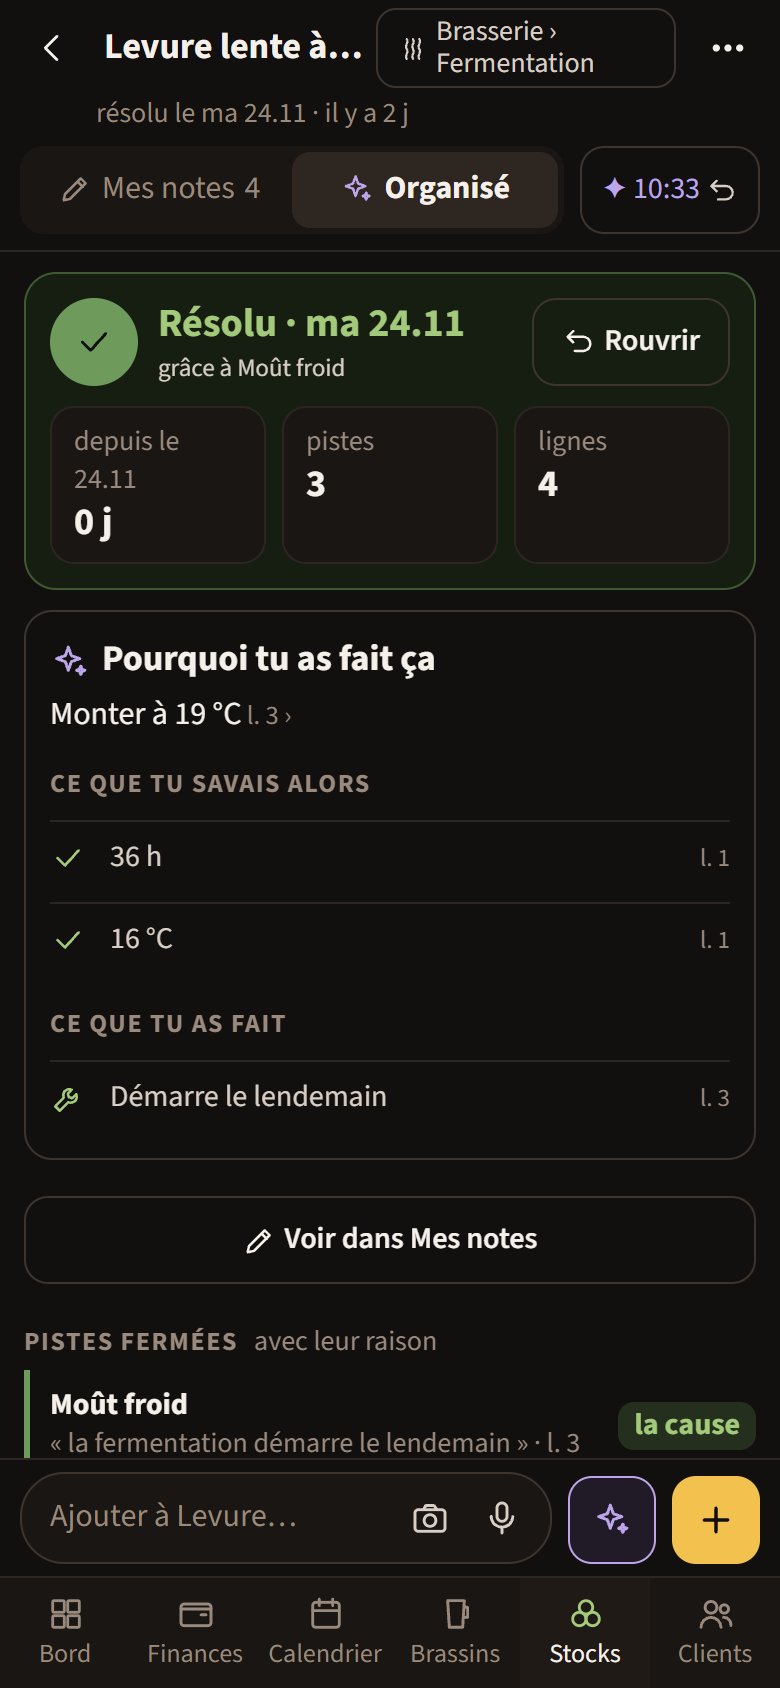 Levure lente à…
Brasserie ›
Fermentation
résolu le ma 24.11 · il y a 2 j
Mes notes 4
Organisé
10:33
Résolu · ma 24.11
grâce à Moût froid
Rouvrir
depuis le
24.11
0 j
pistes
3
lignes
4
Pourquoi tu as fait ça
Monter à 19 °C l. 3 ›
CE QUE TU SAVAIS ALORS
36 h l. 1
16 °C l. 1
CE QUE TU AS FAIT
Démarre le lendemain l. 3
Voir dans Mes notes
PISTES FERMÉES avec leur raison
Moût froid
« la fermentation démarre le lendemain » · l. 3
la cause
Ajouter à Levure…
Bord
Finances
Calendrier
Brassins
Stocks
Clients